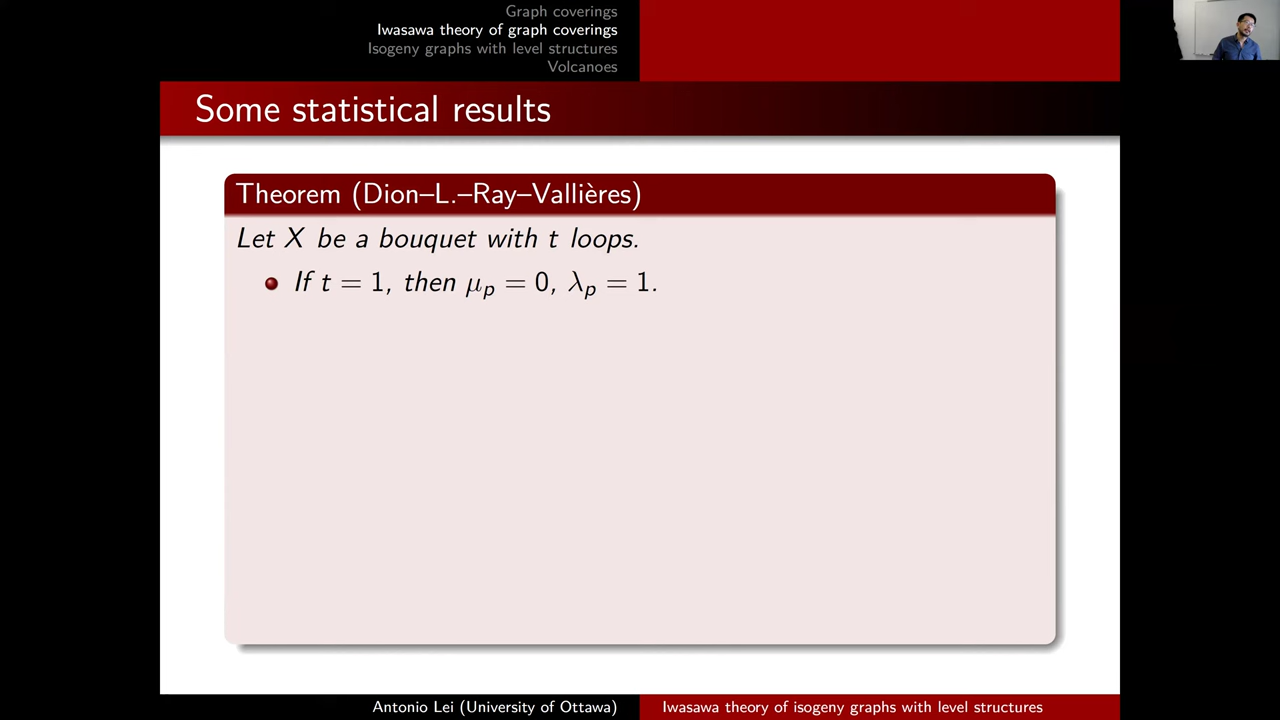 Graph coverings
Iwasawa theory of graph coverings
Isogeny graphs with level structures
Volcanoes
Some statistical results
Theorem (Dion–L.–Ray–Vallières)
Let X be a bouquet with t loops.
If t = 1, then μₚ = 0, λₚ = 1.
Antonio Lei (University of Ottawa)
Iwasawa theory of isogeny graphs with level structures